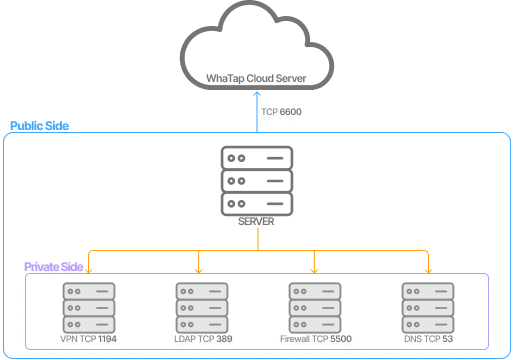 WhaTap Cloud Server
TCP 6600
Public Side
SERVER
Private Side
VPN TCP 1194
LDAP TCP 389
Firewall TCP 5500
DNS TCP 53